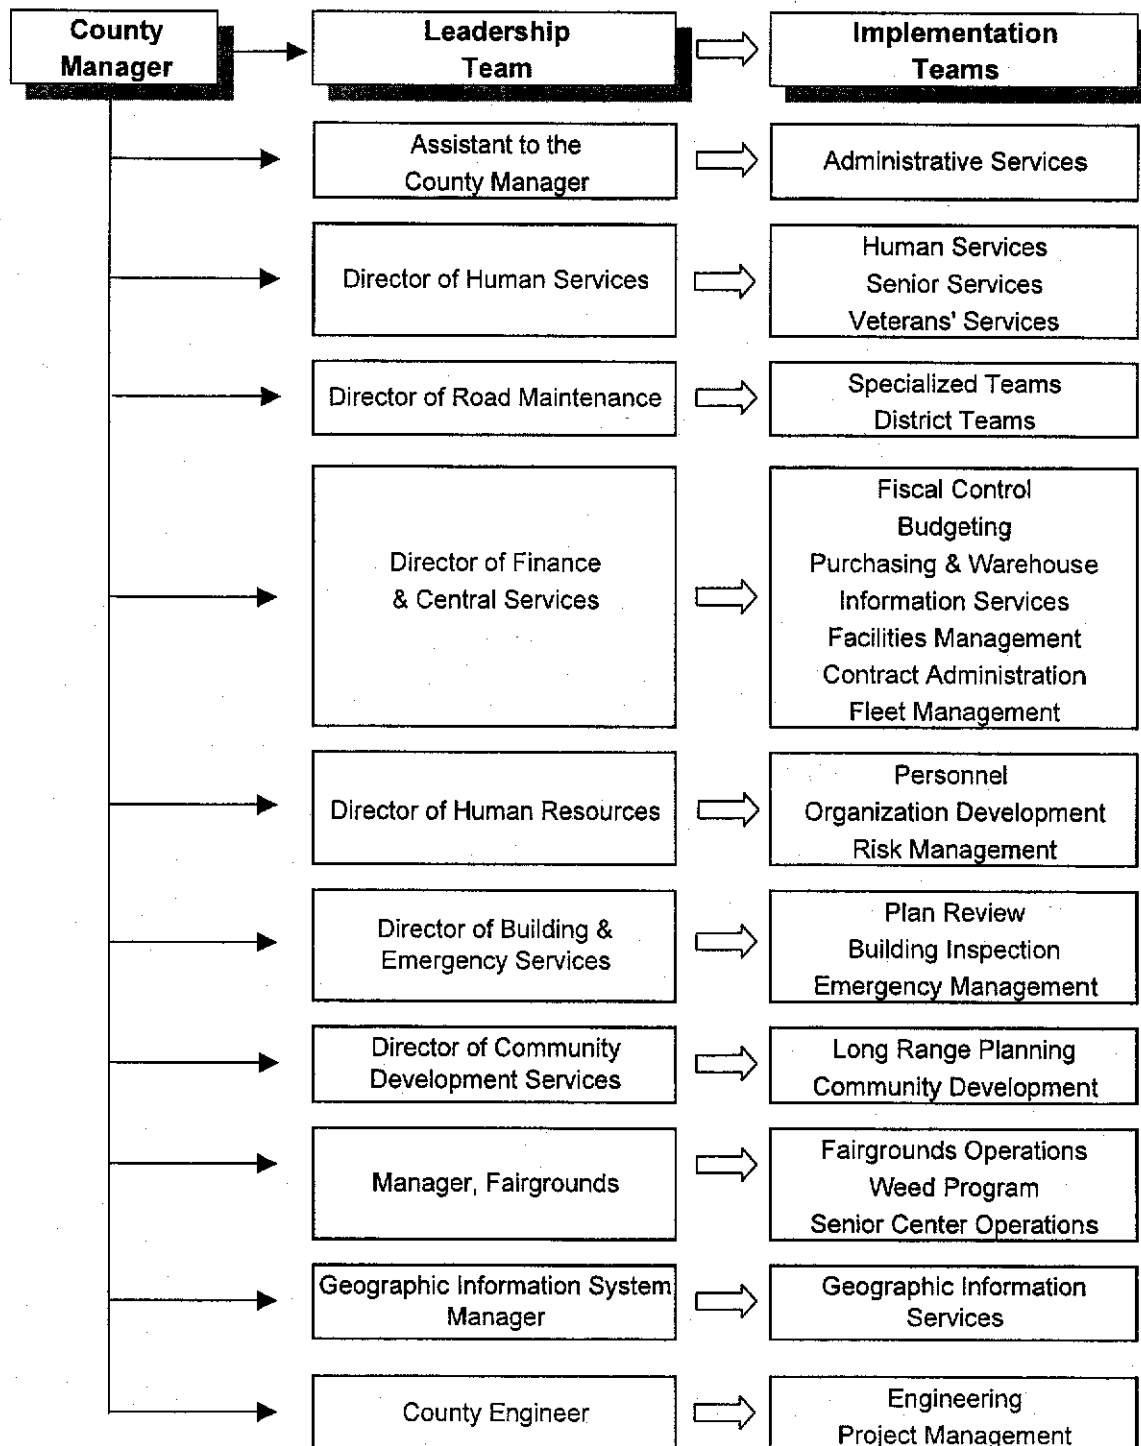 County
Manager
Leadership
Team
Implementation
Teams
Assistant to the
County Manager
Administrative Services
Director of Human Services
Human Services
Senior Services
Veterans' Services
Director of Road Maintenance
Specialized Teams
District Teams
Director of Finance
& Central Services
Fiscal Control
Budgeting
Purchasing & Warehouse
Information Services
Facilities Management
Contract Administration
Fleet Management
Director of Human Resources
Personnel
Organization Development
Risk Management
Director of Building &
Emergency Services
Plan Review
Building Inspection
Emergency Management
Director of Community
Development Services
Long Range Planning
Community Development
Manager, Fairgrounds
Fairgrounds Operations
Weed Program
Senior Center Operations
Geographic Information System
Manager
Geographic Information
Services
County Engineer
Engineering
Project Management